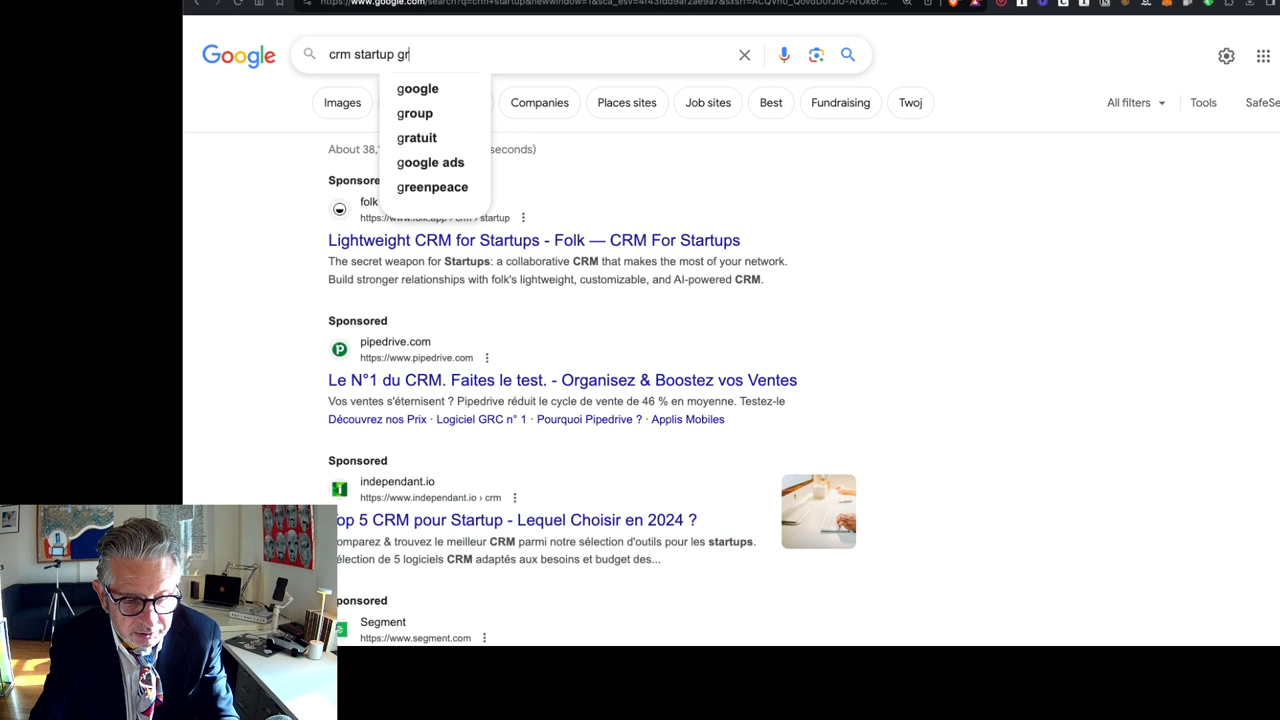 Google
crm startup gr
google
group
gratuit
google ads
greenpeace
Images
Companies
Places sites
Job sites
Best
Fundraising
Twoj
All filters
Tools
About 38,
seconds)
Sponsore
folk
https://www.folk.app › crm › startup
Lightweight CRM for Startups - Folk — CRM For Startups
The secret weapon for Startups: a collaborative CRM that makes the most of your network.
Build stronger relationships with folk's lightweight, customizable, and AI-powered CRM.
Sponsored
pipedrive.com
https://www.pipedrive.com
Le N°1 du CRM. Faites le test. - Organisez & Boostez vos Ventes
Vos ventes s'éternisent ? Pipedrive réduit le cycle de vente de 46 % en moyenne. Testez-le
Découvrez nos Prix · Logiciel GRC n° 1 · Pourquoi Pipedrive ? · Applis Mobiles
Sponsored
independant.io
https://www.independant.io › crm
op 5 CRM pour Startup - Lequel Choisir en 2024 ?
omparez & trouvez le meilleur CRM parmi notre sélection d'outils pour les startups.
élection de 5 logiciels CRM adaptés aux besoins et budget des...
ponsored
Segment
https://www.segment.com